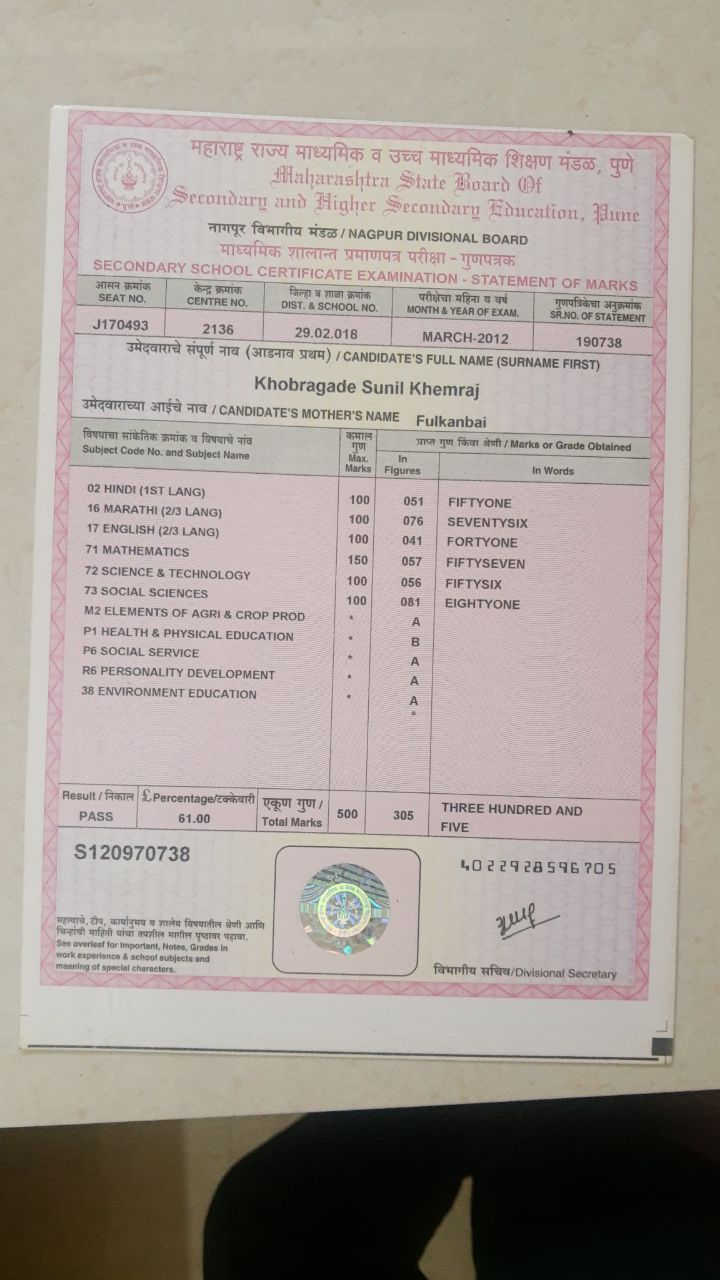 महाराष्ट्र राज्य माध्यमिक व उच्च माध्यमिक शिक्षण मंडळ, पुणे
Maharashtra State Board Of
Secondary and Higher Secondary Education, Pune
नागपूर विभागीय मंडळ / NAGPUR DIVISIONAL BOARD
माध्यमिक शालान्त प्रमाणपत्र परीक्षा - गुणपत्रक
SECONDARY SCHOOL CERTIFICATE EXAMINATION - STATEMENT OF MARKS
आसन क्रमांक केन्द्र क्रमांक जिल्हा व शाळा क्रमांक परीक्षेचा महिना व वर्ष गुणपत्रिकेचा अनुक्रमांक
SEAT NO. CENTRE NO. DIST. & SCHOOL NO. MONTH & YEAR OF EXAM. SR.NO. OF STATEMENT
J170493 2136 29.02.018 MARCH-2012 190738
उमेदवाराचे संपूर्ण नाव (आडनाव प्रथम) / CANDIDATE'S FULL NAME (SURNAME FIRST)
Khobragade Sunil Khemraj
उमेदवाराच्या आईचे नाव / CANDIDATE'S MOTHER'S NAME Fulkanbai
विषयाचा सांकेतिक क्रमांक व विषयाचे नांव
Subject Code No. and Subject Name
कमाल
गुण
Max.
Marks
प्राप्त गुण किंवा श्रेणी / Marks or Grade Obtained
In
Figures
In Words
02 HINDI (1ST LANG) 100 051 FIFTYONE
16 MARATHI (2/3 LANG) 100 076 SEVENTYSIX
17 ENGLISH (2/3 LANG) 100 041 FORTYONE
71 MATHEMATICS 150 057 FIFTYSEVEN
72 SCIENCE & TECHNOLOGY 100 056 FIFTYSIX
73 SOCIAL SCIENCES 100 081 EIGHTYONE
M2 ELEMENTS OF AGRI & CROP PROD * A
P1 HEALTH & PHYSICAL EDUCATION * B
P6 SOCIAL SERVICE * A
R6 PERSONALITY DEVELOPMENT * A
38 ENVIRONMENT EDUCATION * A
*
Result / निकाल £Percentage/टक्केवारी एकूण गुण /
PASS 61.00 Total Marks 500 305 THREE HUNDRED AND
FIVE
S120970738
4022928596705
महत्वाचे, टीप, कार्यानुभव व शालेय विषयातील श्रेणी आणि
चिन्हांची माहिती यांचा तपशील मागील पृष्ठावर पहावा.
See overleaf for Important, Notes, Grades in
work experience & school subjects and
meaning of special characters.
विभागीय सचिव/Divisional Secretary